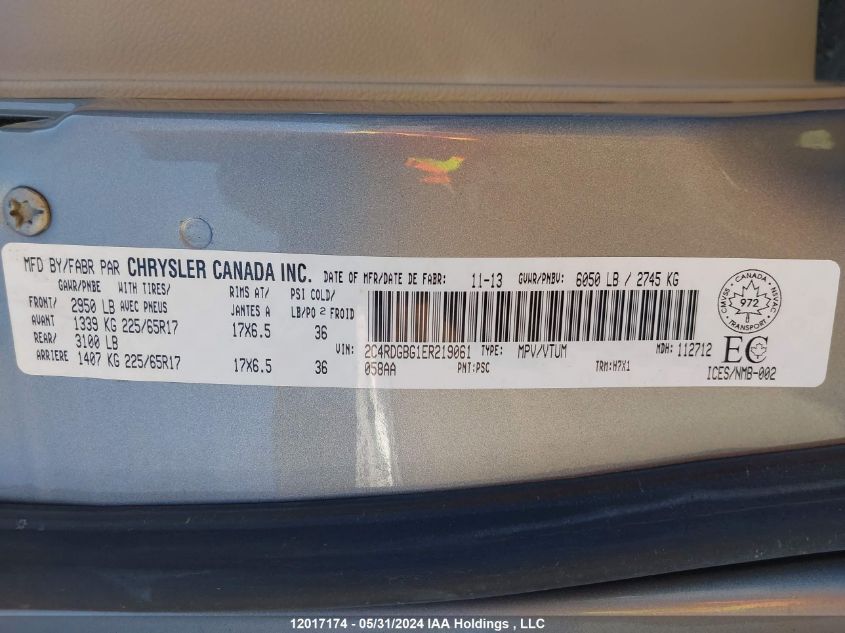 MFD BY/FABR PAR CHRYSLER CANADA INC. DATE OF MFR/DATE DE FABR: 11-13 GVWR/PNBV: 6050 LB / 2745 KG
GAWR/PNBE WITH TIRES/ RIMS AT/ PSI COLD/
FRONT/ 2950 LB AVEC PNEUS JANTES A LB/PO 2 FROID
AVANT 1339 KG 225/65R17 17X6.5 36
REAR/ 3100 LB
ARRIERE 1407 KG 225/65R17 17X6.5 36
VIN: 2C4RDGBG1ER219061 TYPE: MPV/VTUM MDH: 112712
058AA PNT:PSC TRM:H7X1
CANADA
CMVSS NSVAC
972
TRANSPORT
EC
ICES/NMB-002
12017174 - 05/31/2024 IAA Holdings , LLC